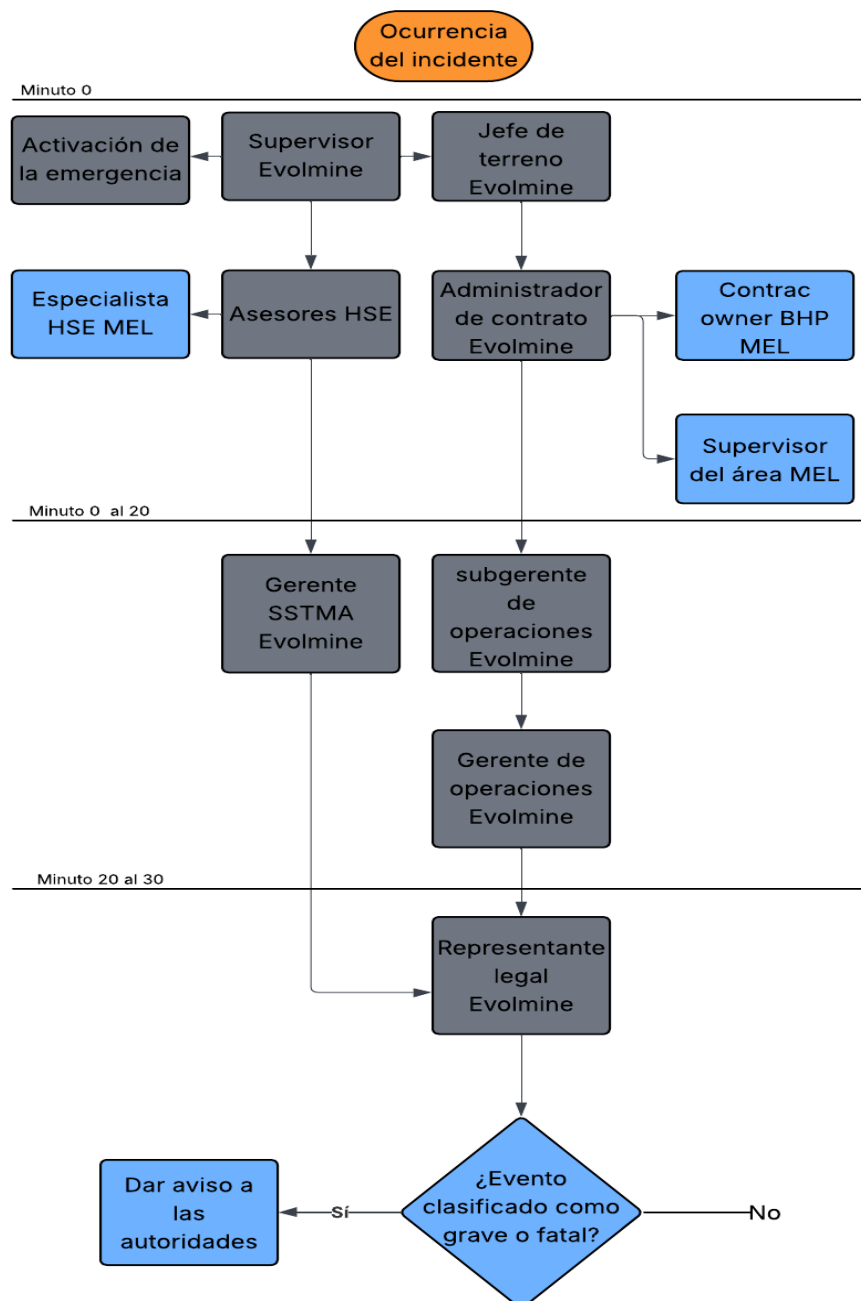 Ocurrencia
del incidente
Minuto 0
Activación de
la emergencia
Supervisor
Evolmine
Jefe de
terreno
Evolmine
Especialista
HSE MEL
Asesores HSE
Administrador
de contrato
Evolmine
Contrac
owner BHP
MEL
Supervisor
del área MEL
Minuto 0 al 20
Gerente
SSTMA
Evolmine
subgerente
de
operaciones
Evolmine
Gerente de
operaciones
Evolmine
Minuto 20 al 30
Representante
legal
Evolmine
Dar aviso a
las
autoridades
Sí
¿Evento
clasificado como
grave o fatal?
No